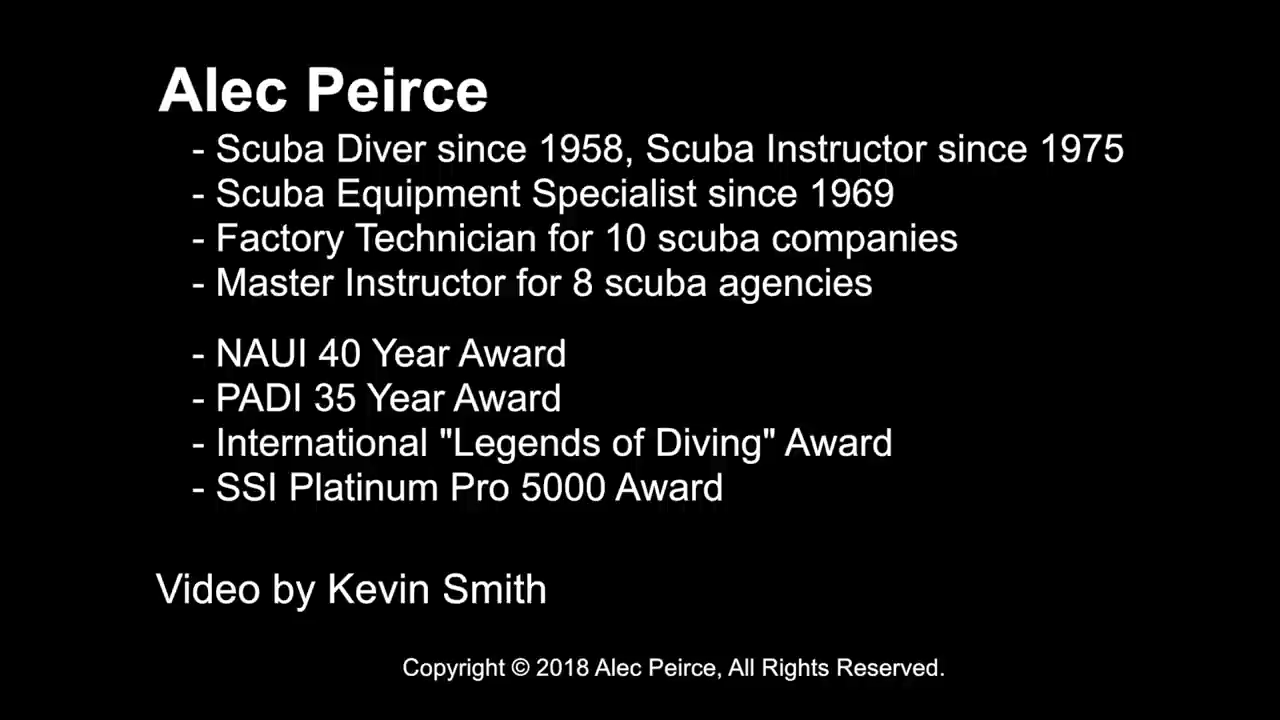 Alec Peirce
- Scuba Diver since 1958, Scuba Instructor since 1975
- Scuba Equipment Specialist since 1969
- Factory Technician for 10 scuba companies
- Master Instructor for 8 scuba agencies
- NAUI 40 Year Award
- PADI 35 Year Award
- International "Legends of Diving" Award
- SSI Platinum Pro 5000 Award
Video by Kevin Smith
Copyright © 2018 Alec Peirce, All Rights Reserved.